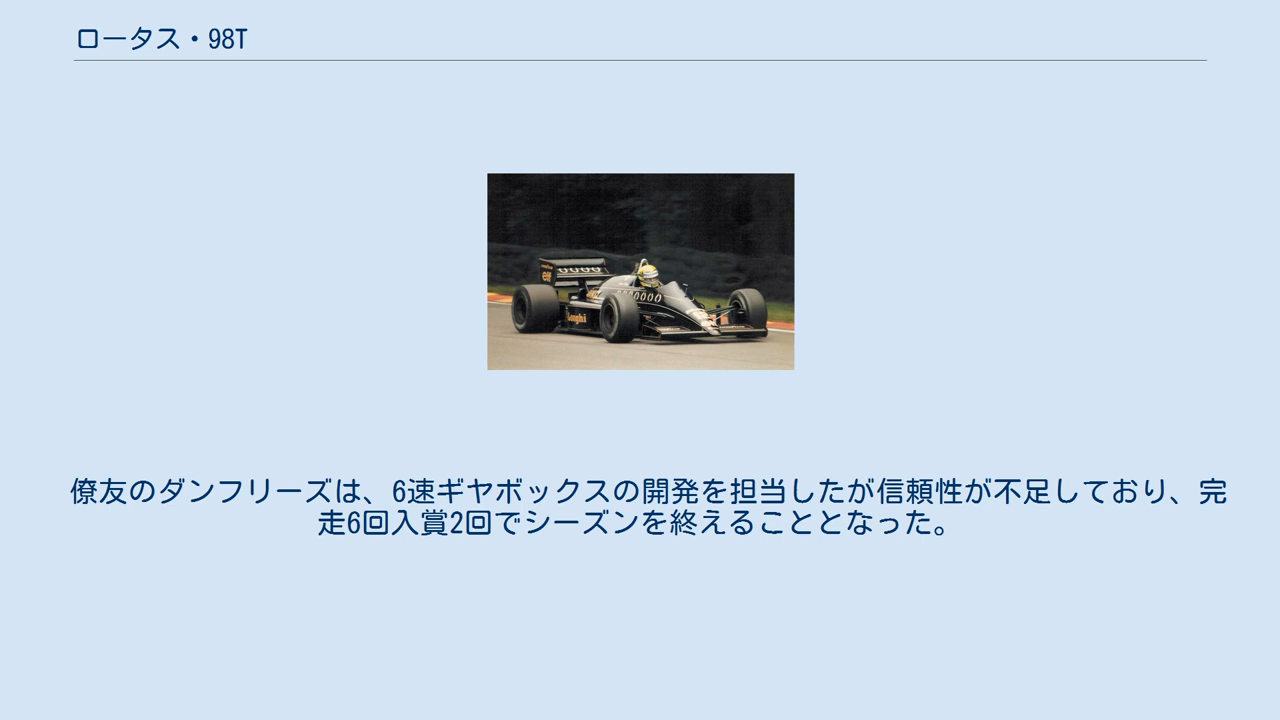 ロータス・98T
elf
僚友のダンフリーズは、6速ギヤボックスの開発を担当したが信頼性が不足しており、完
走6回入賞2回でシーズンを終えることとなった。